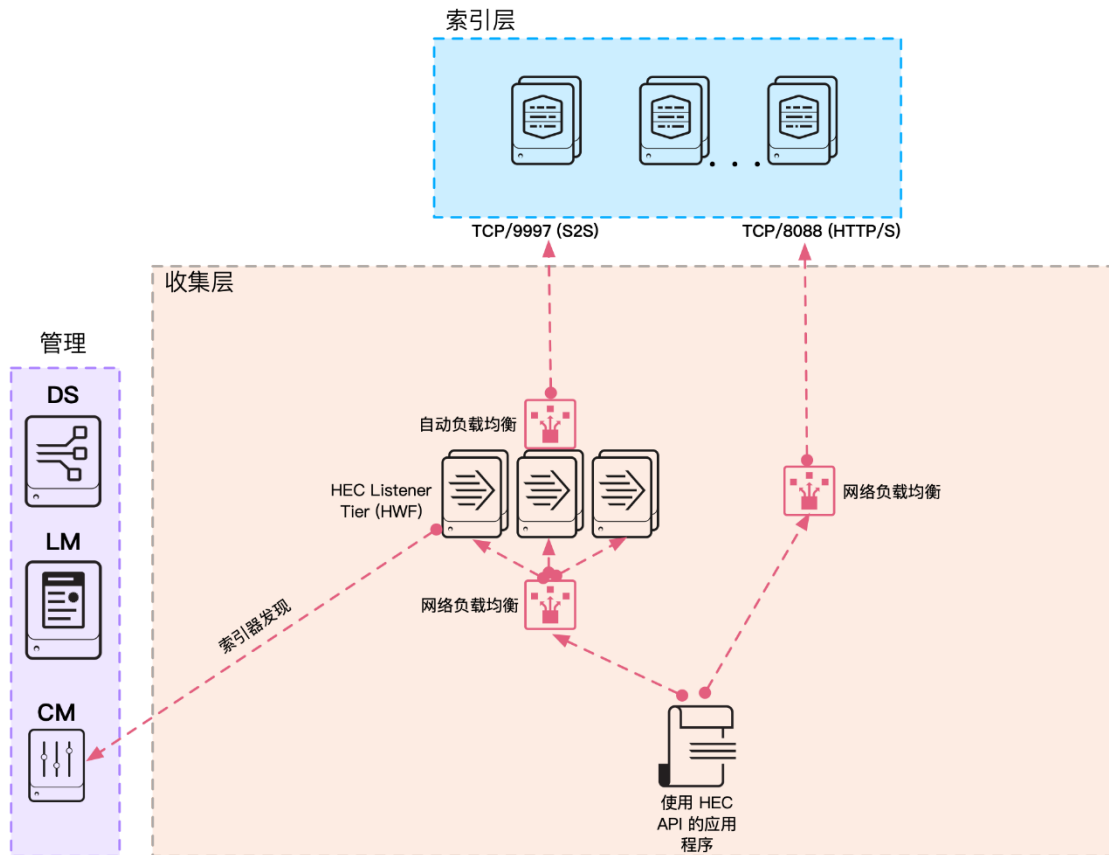 索引层
TCP/9997 (S2S)
TCP/8088 (HTTP/S)
收集层
管理
DS
自动负载均衡
HEC Listener
Tier (HWF)
网络负载均衡
LM
网络负载均衡
索引器发现
CM
使用 HEC
API 的应用
程序